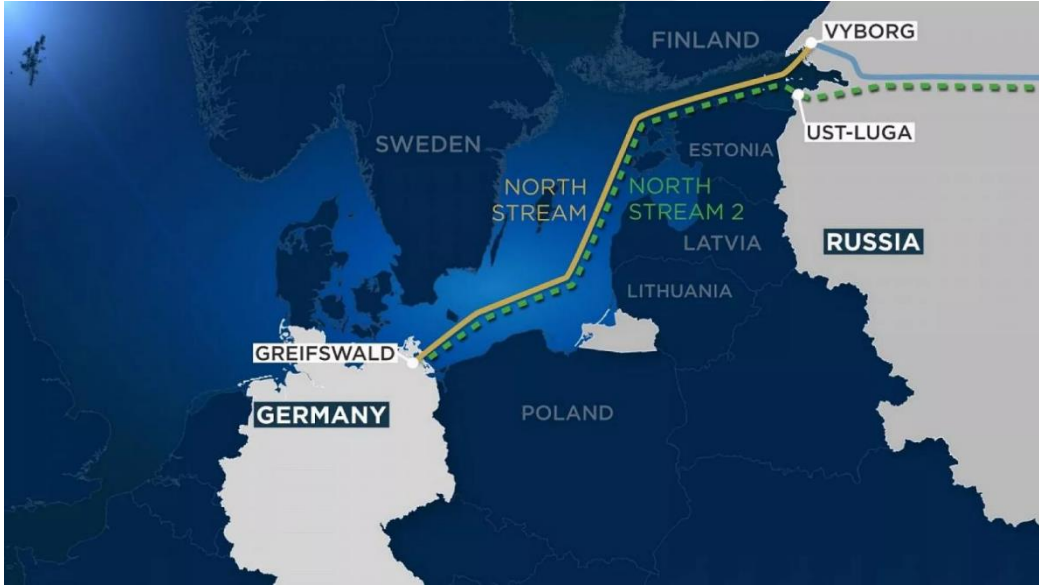 VYBORG
FINLAND
UST-LUGA
SWEDEN
ESTONIA
NORTH
STREAM
NORTH
STREAM 2
LATVIA
RUSSIA
LITHUANIA
GREIFSWALD
GERMANY
POLAND